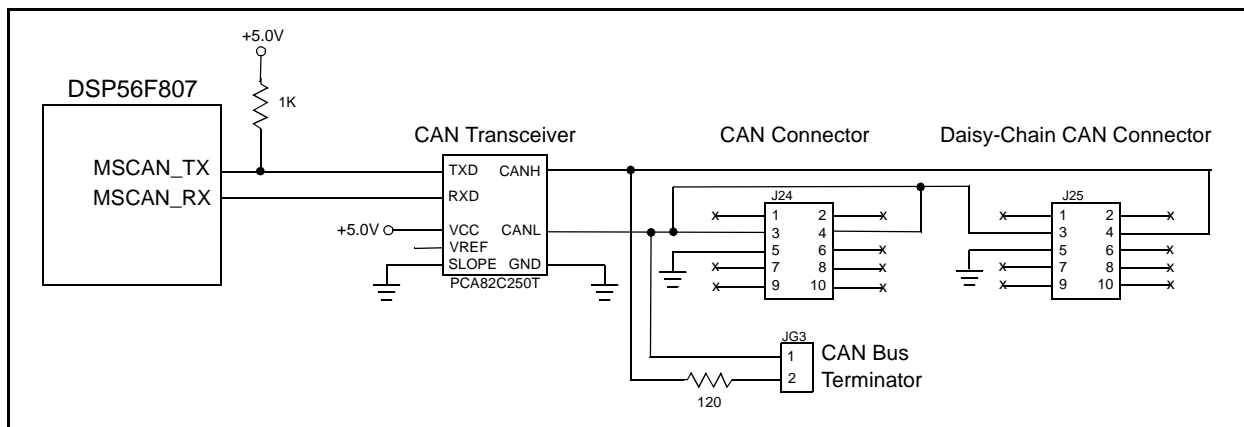 +5.0V
DSP56F807
1K
CAN Transceiver
CAN Connector
Daisy-Chain CAN Connector
MSCAN_TX
TXD
CANH
MSCAN_RX
RXD
J24
J25
1
2
1
2
+5.0V
VCC
CANL
3
4
3
4
VREF
5
6
5
6
SLOPE
GND
7
8
7
8
PCA82C250T
9
10
9
10
JG3
1
CAN Bus
2
Terminator
120